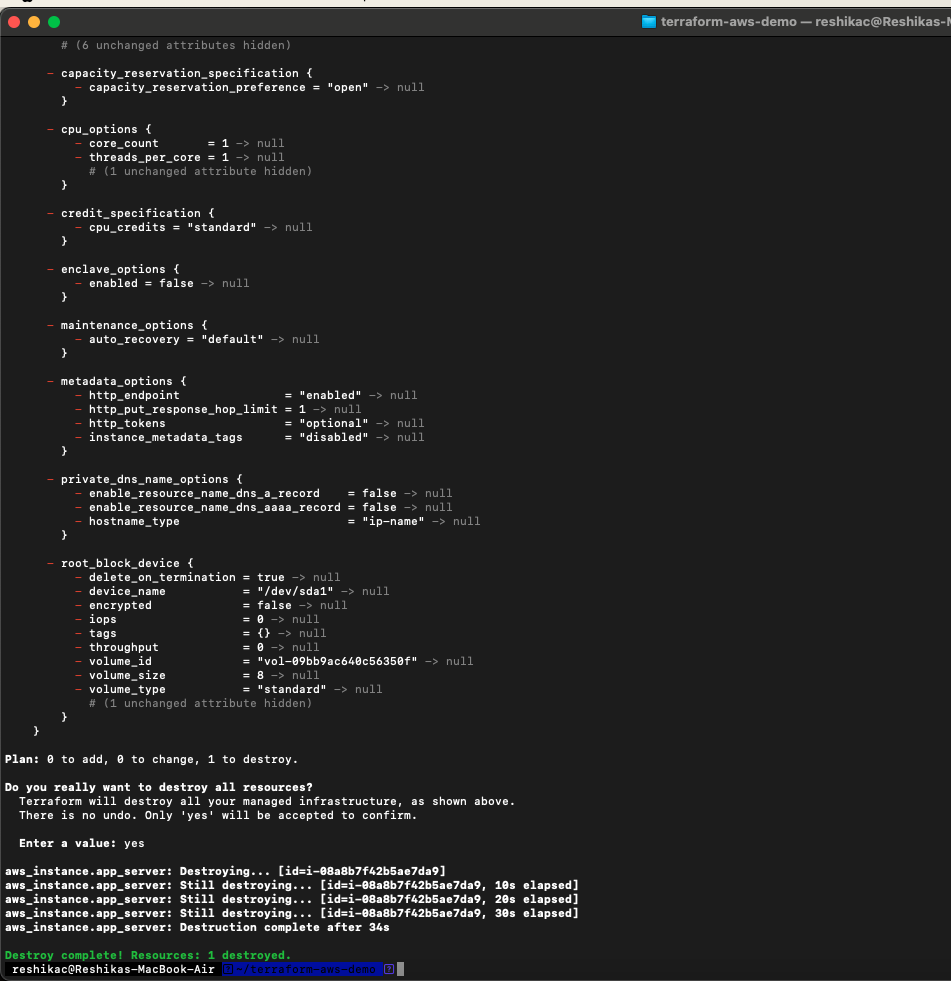 terraform-aws-demo — reshikac@Reshikas-M
# (6 unchanged attributes hidden)
- capacity_reservation_specification {
- capacity_reservation_preference = "open" -> null
}
- cpu_options {
- core_count       = 1 -> null
- threads_per_core = 1 -> null
# (1 unchanged attribute hidden)
}
- credit_specification {
- cpu_credits = "standard" -> null
}
- enclave_options {
- enabled = false -> null
}
- maintenance_options {
- auto_recovery = "default" -> null
}
- metadata_options {
- http_endpoint               = "enabled" -> null
- http_put_response_hop_limit = 1 -> null
- http_tokens                 = "optional" -> null
- instance_metadata_tags      = "disabled" -> null
}
- private_dns_name_options {
- enable_resource_name_dns_a_record    = false -> null
- enable_resource_name_dns_aaaa_record = false -> null
- hostname_type                        = "ip-name" -> null
}
- root_block_device {
- delete_on_termination = true -> null
- device_name           = "/dev/sda1" -> null
- encrypted             = false -> null
- iops                  = 0 -> null
- tags                  = {} -> null
- throughput            = 0 -> null
- volume_id             = "vol-09bb9ac640c56350f" -> null
- volume_size           = 8 -> null
- volume_type           = "standard" -> null
# (1 unchanged attribute hidden)
}
}
Plan: 0 to add, 0 to change, 1 to destroy.
Do you really want to destroy all resources?
Terraform will destroy all your managed infrastructure, as shown above.
There is no undo. Only 'yes' will be accepted to confirm.
Enter a value: yes
aws_instance.app_server: Destroying... [id=i-08a8b7f42b5ae7da9]
aws_instance.app_server: Still destroying... [id=i-08a8b7f42b5ae7da9, 10s elapsed]
aws_instance.app_server: Still destroying... [id=i-08a8b7f42b5ae7da9, 20s elapsed]
aws_instance.app_server: Still destroying... [id=i-08a8b7f42b5ae7da9, 30s elapsed]
aws_instance.app_server: Destruction complete after 34s
Destroy complete! Resources: 1 destroyed.
reshikac@Reshikas-MacBook-Air ? ~/terraform-aws-demo ?